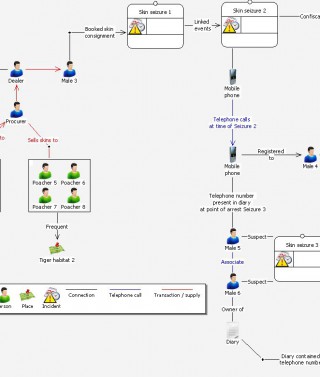 Skin seizure 1
Skin seizure 2
Booked skin
consignment
Linked
events
Confisca
Dealer
Male 3
Mobile
phone
Procurer
Telephone calls
at time of Seizure 2
to
Sells skins to
Registered
to
Mobile
phone
Male 4
Poacher 5
Poacher 6
Poacher 7
Poacher 8
Telephone number
present in diary
at point of arrest Seizure 3
Frequent
Male 5
Suspect
Skin seizure 3
Tiger habitat 2
Associate
Male 6
Suspect
erson
Place
Incident
Connection
Telephone call
Transaction / supply
Owner of
Diary
Diary contained
telephone numbe